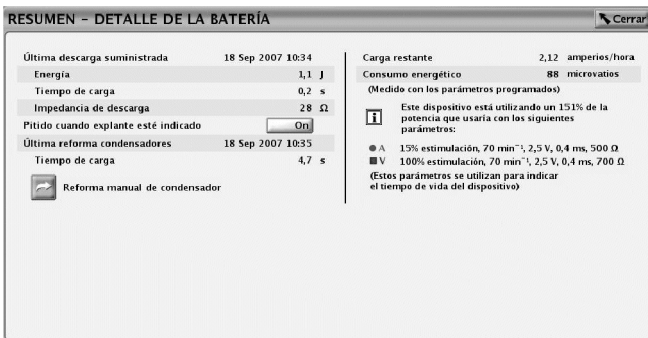 RESUMEN - DETALLE DE LA BATERÍA
Cerrar
Última descarga suministrada 18 Sep 2007 10:34
Energía 1,1 J
Tiempo de carga 0,2 s
Impedancia de descarga 28 Ω
Pitido cuando explante esté indicado On
Última reforma condensadores 18 Sep 2007 10:35
Tiempo de carga 4,7 s
Reforma manual de condensador
Carga restante 2,12 amperios/hora
Consumo energético 88 microvatios
(Medido con los parámetros programados)
i
Este dispositivo está utilizando un 151% de la
potencia que usaría con los siguientes
parámetros:
A 15% estimulación, 70 min⁻¹, 2,5 V, 0,4 ms, 500 Ω
V 100% estimulación, 70 min⁻¹, 2,5 V, 0,4 ms, 700 Ω
(Estos parámetros se utilizan para indicar
el tiempo de vida del dispositivo)